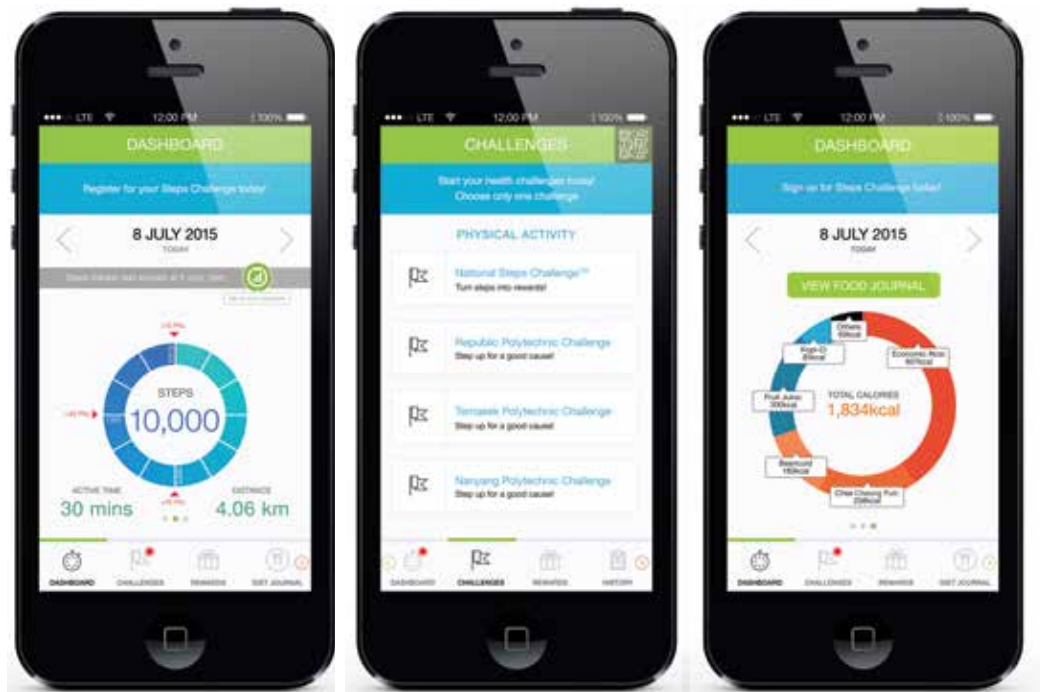 LTE 12:00 PM 100%
DASHBOARD
Register for your Steps Challenge today!
8 JULY 2015
TODAY
STEPS
10,000
ACTIVE TIME
30 mins
DISTANCE
4.06 km
DASHBOARD CHALLENGES REWARDS DIET JOURNAL
LTE 12:00 PM 100%
CHALLENGES
Start your health challenges today!
Choose only one challenge
PHYSICAL ACTIVITY
National Steps Challenge™
Turn steps into rewards!
Republic Polytechnic Challenge
Step up for a good cause!
Temasek Polytechnic Challenge
Step up for a good cause!
Nanyang Polytechnic Challenge
Step up for a good cause!
DASHBOARD CHALLENGES REWARDS HISTORY
LTE 12:00 PM 100%
DASHBOARD
Sign up for Steps Challenge today!
8 JULY 2015
TODAY
VIEW FOOD JOURNAL
Others
Kopi-O
Economic Rice
Fruit Juice
TOTAL CALORIES
1,834kcal
Beancurd
Chee Cheong Fun
DASHBOARD CHALLENGES REWARDS DIET JOURNAL